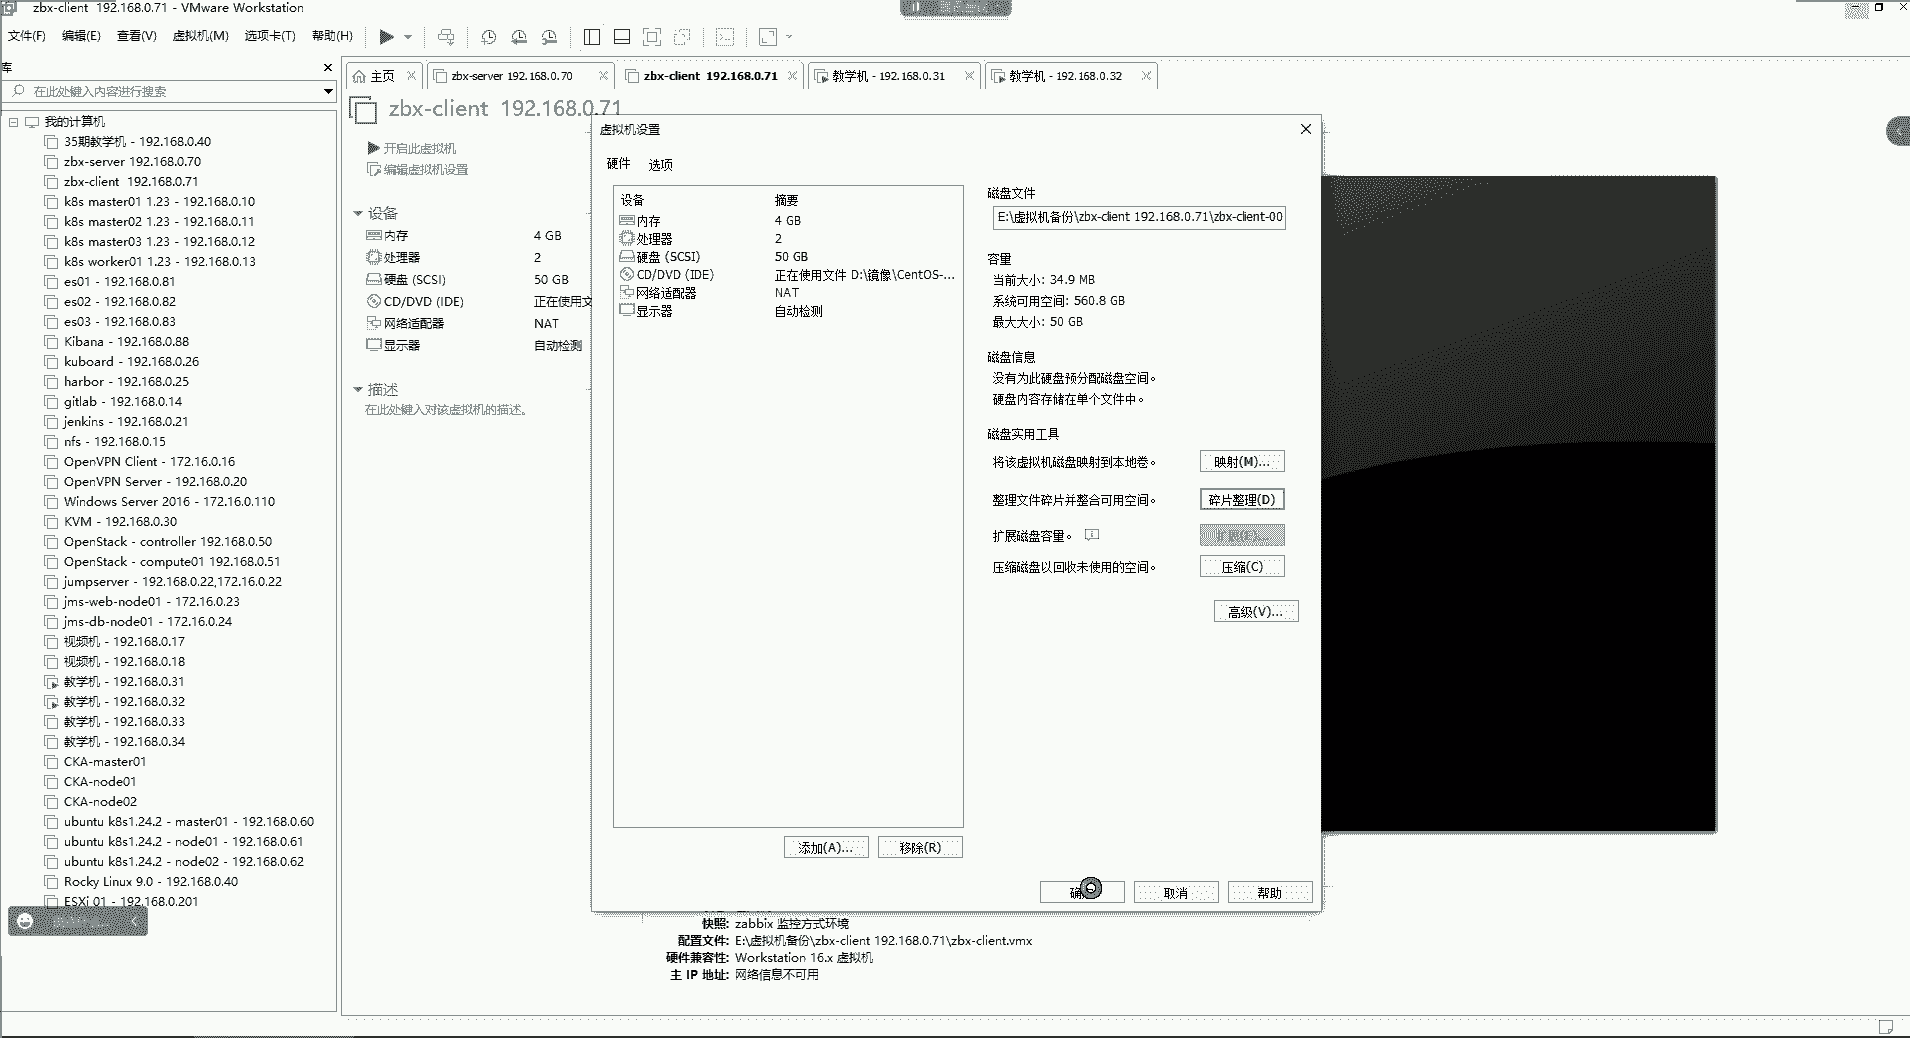 zbx-client 192.168.0.71 - VMware Workstation
文件(F) 编辑(E) 查看(V) 虚拟机(M) 选项卡(T) 帮助(H)
库
在此处键入内容进行搜索
我的计算机
35期教学机 - 192.168.0.40
zbx-server 192.168.0.70
zbx-client 192.168.0.71
k8s master01 1.23 - 192.168.0.10
k8s master02 1.23 - 192.168.0.11
k8s master03 1.23 - 192.168.0.12
k8s worker01 1.23 - 192.168.0.13
es01 - 192.168.0.81
es02 - 192.168.0.82
es03 - 192.168.0.83
Kibana - 192.168.0.88
kuboard - 192.168.0.26
harbor - 192.168.0.25
gitlab - 192.168.0.14
jenkins - 192.168.0.21
nfs - 192.168.0.15
OpenVPN Client - 172.16.0.16
OpenVPN Server - 192.168.0.20
Windows Server 2016 - 172.16.0.110
KVM - 192.168.0.30
OpenStack - controller 192.168.0.50
OpenStack - compute01 192.168.0.51
jumpserver - 192.168.0.22,172.16.0.22
jms-web-node01 - 172.16.0.23
jms-db-node01 - 172.16.0.24
视频机 - 192.168.0.17
视频机 - 192.168.0.18
教学机 - 192.168.0.31
教学机 - 192.168.0.32
教学机 - 192.168.0.33
教学机 - 192.168.0.34
CKA-master01
CKA-node01
CKA-node02
ubuntu k8s1.24.2 - master01 - 192.168.0.60
ubuntu k8s1.24.2 - node01 - 192.168.0.61
ubuntu k8s1.24.2 - node02 - 192.168.0.62
Rocky Linux 9.0 - 192.168.0.40
ESXi 01 - 192.168.0.201
主页 zbx-server 192.168.0.70 zbx-client 192.168.0.71 教学机 - 192.168.0.31 教学机 - 192.168.0.32
zbx-client 192.168.0.71
开启此虚拟机
编辑虚拟机设置
设备
内存 4 GB
处理器 2
硬盘 (SCSI) 50 GB
CD/DVD (IDE) 正在使用文
网络适配器 NAT
显示器 自动检测
描述
在此处键入对该虚拟机的描述。
虚拟机设置
硬件 选项
设备 摘要
内存 4 GB
处理器 2
硬盘 (SCSI) 50 GB
CD/DVD (IDE) 正在使用文件 D:\镜像\CentOS-...
网络适配器 NAT
显示器 自动检测
添加(A)... 移除(R)
磁盘文件
E:\虚拟机备份\zbx-client 192.168.0.71\zbx-client-00
容量
当前大小: 34.9 MB
系统可用空间: 560.8 GB
最大大小: 50 GB
磁盘信息
没有为此硬盘预分配磁盘空间。
硬盘内容存储在单个文件中。
磁盘实用工具
将该虚拟机磁盘映射到本地卷。 映射(M)...
整理文件碎片并整合可用空间。 碎片整理(D)
扩展磁盘容量。 扩展(E)...
压缩磁盘以回收未使用的空间。 压缩(C)
高级(V)...
确 取消 帮助
快照: zabbix 监控方式环境
配置文件: E:\虚拟机备份\zbx-client 192.168.0.71\zbx-client.vmx
硬件兼容性: Workstation 16.x 虚拟机
主 IP 地址: 网络信息不可用